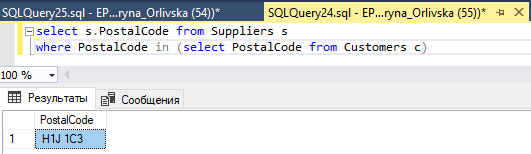 SQLQuery25.sql - EP...ryna_Orlivska (54))*
SQLQuery24.sql - EP...ryna_Orlivska (55))*
select s.PostalCode from Suppliers s
where PostalCode in (select PostalCode from Customers c)
100 %
Результаты
Сообщения
PostalCode
1
H1J 1C3